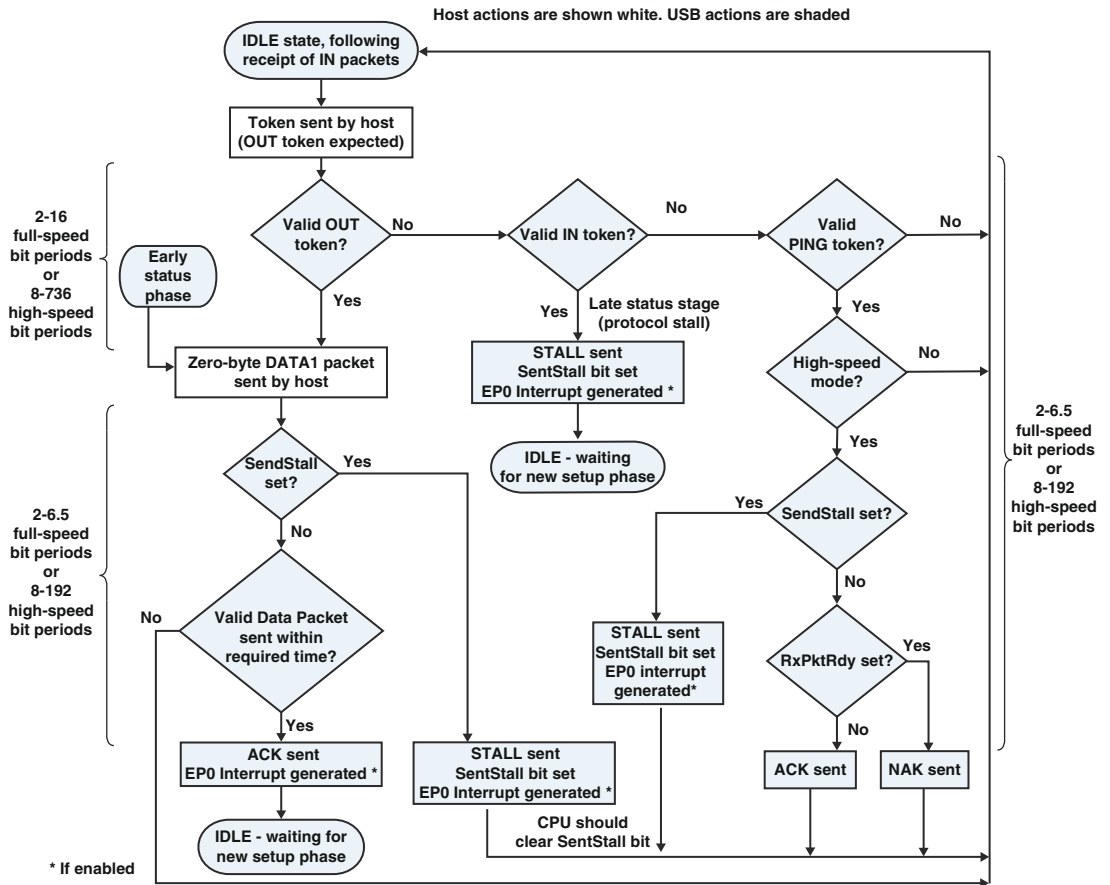 Host actions are shown white. USB actions are shaded
IDLE state, following
receipt of IN packets
Token sent by host
(OUT token expected)
2-16
full-speed
bit periods
or
8-736
high-speed
bit periods
Early
status
phase
Valid OUT
token?
No
Yes
Valid IN token?
No
Yes
Late status stage
(protocol stall)
Valid
PING token?
No
Yes
Zero-byte DATA1 packet
sent by host
STALL sent
SentStall bit set
EP0 Interrupt generated *
IDLE - waiting
for new setup phase
High-speed
mode?
No
Yes
2-6.5
full-speed
bit periods
or
8-192
high-speed
bit periods
SendStall
set?
Yes
No
2-6.5
full-speed
bit periods
or
8-192
high-speed
bit periods
SendStall set?
Yes
No
Valid Data Packet
sent within
required time?
No
Yes
STALL sent
SentStall bit set
EP0 interrupt
generated*
RxPktRdy set?
Yes
No
ACK sent
EP0 Interrupt generated *
STALL sent
SentStall bit set
EP0 Interrupt generated *
ACK sent
NAK sent
IDLE - waiting for
new setup phase
CPU should
clear SentStall bit
* If enabled